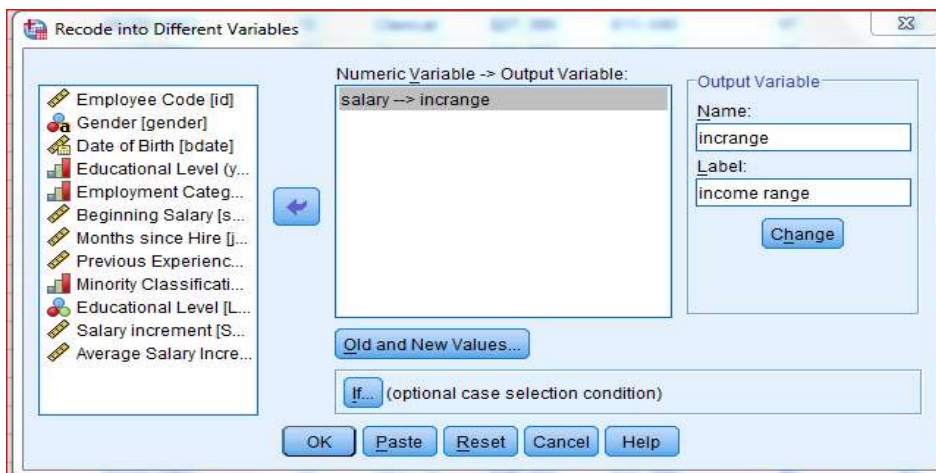 Recode into Different Variables
Employee Code [id]
Gender [gender]
Date of Birth [bdate]
Educational Level (y...
Employment Categ...
Beginning Salary [s...
Months since Hire [j...
Previous Experienc...
Minority Classificati...
Educational Level [L...
Salary increment [S...
Average Salary Incre...
Numeric Variable -> Output Variable:
salary --> incrange
Output Variable
Name:
incrange
Label:
income range
Change
Old and New Values...
If... (optional case selection condition)
OK Paste Reset Cancel Help